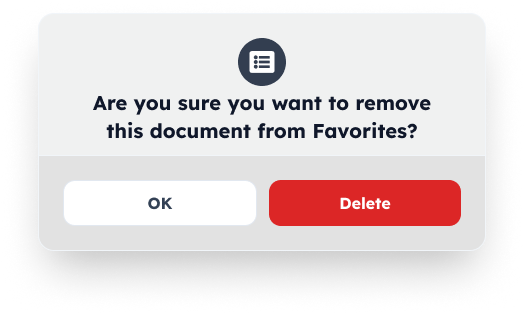 Are you sure you want to remove
this document from Favorites?
OK
Delete